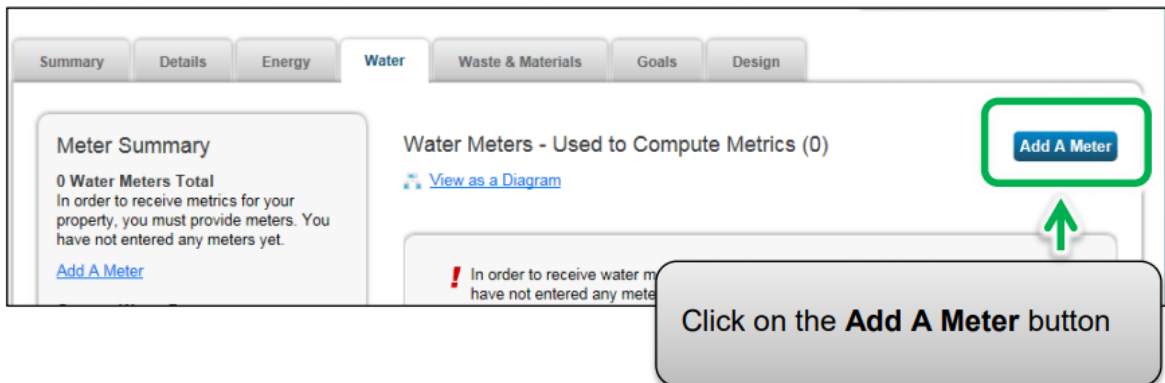 Summary Details Energy Water Waste & Materials Goals Design
Meter Summary
0 Water Meters Total
In order to receive metrics for your
property, you must provide meters. You
have not entered any meters yet.
Add A Meter
Water Meters - Used to Compute Metrics (0)
Add A Meter
View as a Diagram
In order to receive water
have not entered any
Click on the Add A Meter button